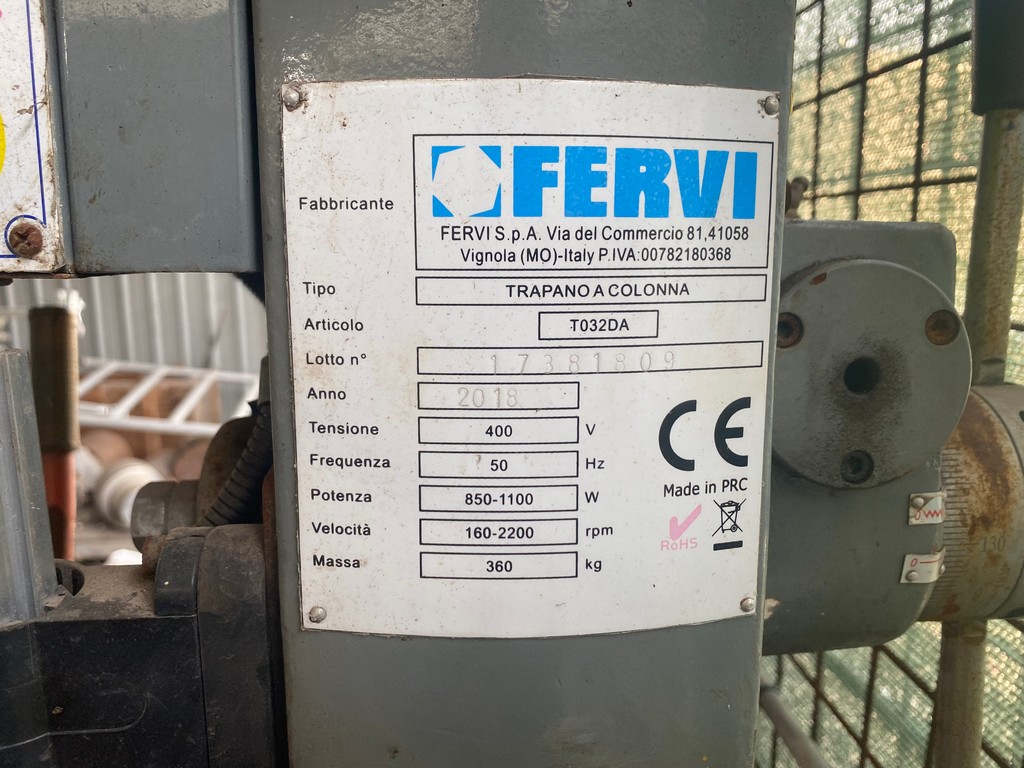 FERVI
Fabbricante
FERVI S.p.A. Via del Commercio 81,41058
Vignola (MO)-Italy P.IVA:00782180368
Tipo TRAPANO A COLONNA
Articolo T032DA
Lotto n° 17381809
Anno 2018
Tensione 400 V
Frequenza 50 Hz
Potenza 850-1100 W
Velocità 160-2200 rpm
Massa 360 kg
CE
Made in PRC
RoHS
0
130